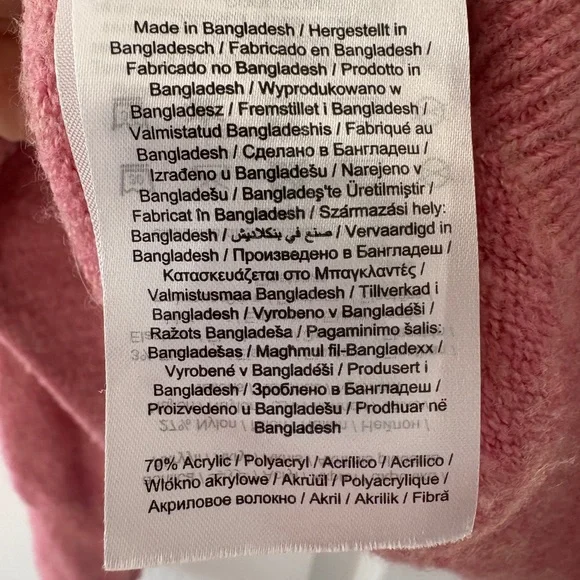 Made in Bangladesh / Hergestellt in
Bangladesch / Fabricado en Bangladesh /
Fabricado no Bangladesh / Prodotto in
Bangladesh / Wyprodukowano w
Bangladesz / Fremstillet i Bangladesh /
Valmistatud Bangladeshis / Fabriqué au
Bangladesh / Сделано в Бангладеш /
Izrađeno u Bangladešu / Narejeno v
Bangladešu / Bangladeş'te Üretilmiştir /
Fabricat în Bangladesh / Származási hely:
Bangladesh / صنع في بنكلاديش / Vervaardigd in
Bangladesh / Произведено в Бангладеш /
Κατασκευάζεται στο Μπαγκλαντές /
Valmistusmaa Bangladesh / Tillverkad i
Bangladesh / Vyrobeno v Bangladéši /
Ražots Bangladeša / Pagaminimo šalis:
Bangladešas / Magħmul fil-Bangladexx /
Vyrobené v Bangladéši / Produsert i
Bangladesh / Зроблено в Бангладеш /
Proizvedeno u Bangladešu / Prodhuar në
Bangladesh
70% Acrylic / Polyacryl / Acrílico / Acrilico /
Włókno akrylowe / Akrüül / Polyacrylique /
Акриловое волокно / Akril / Akrilik / Fibră